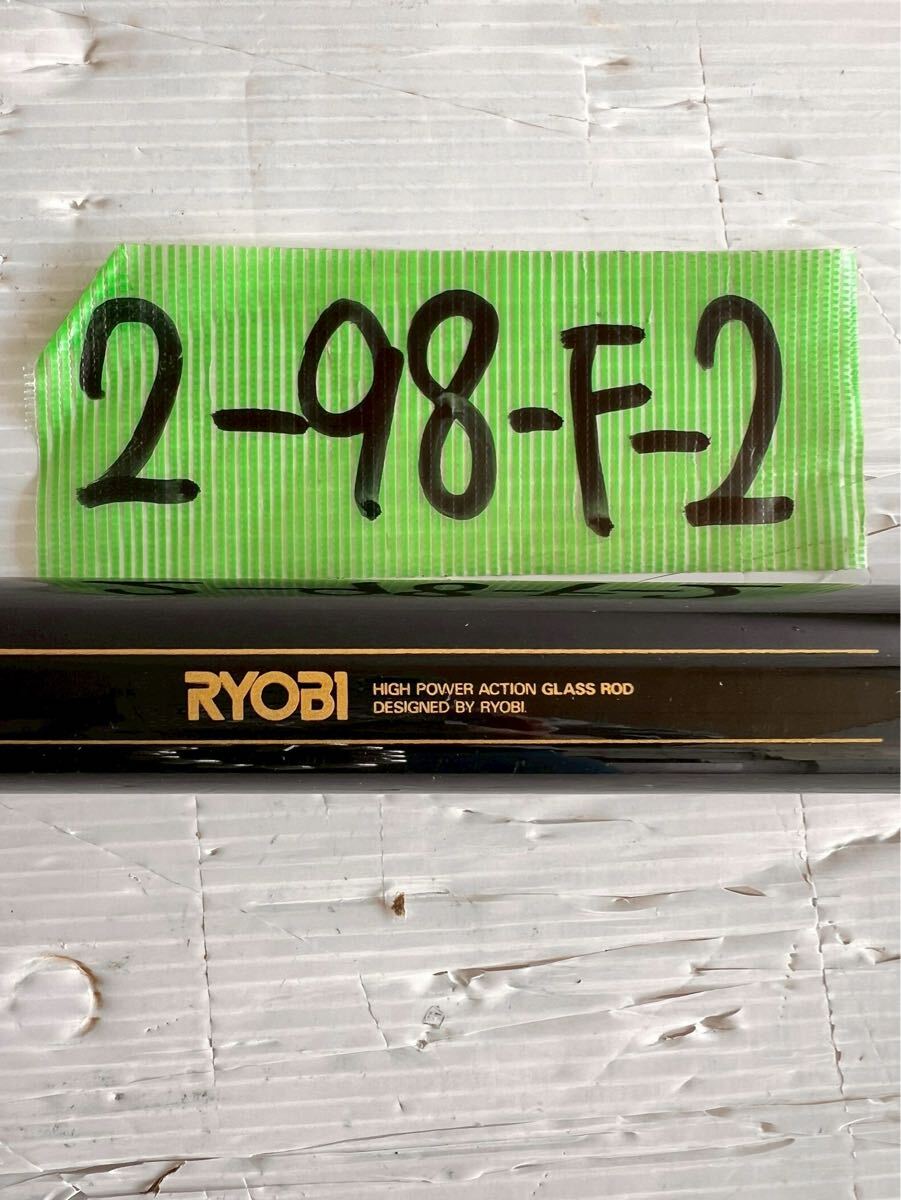 2-98-F-2
RYOBI
HIGH POWER ACTION GLASS ROD
DESIGNED BY RYOBI.